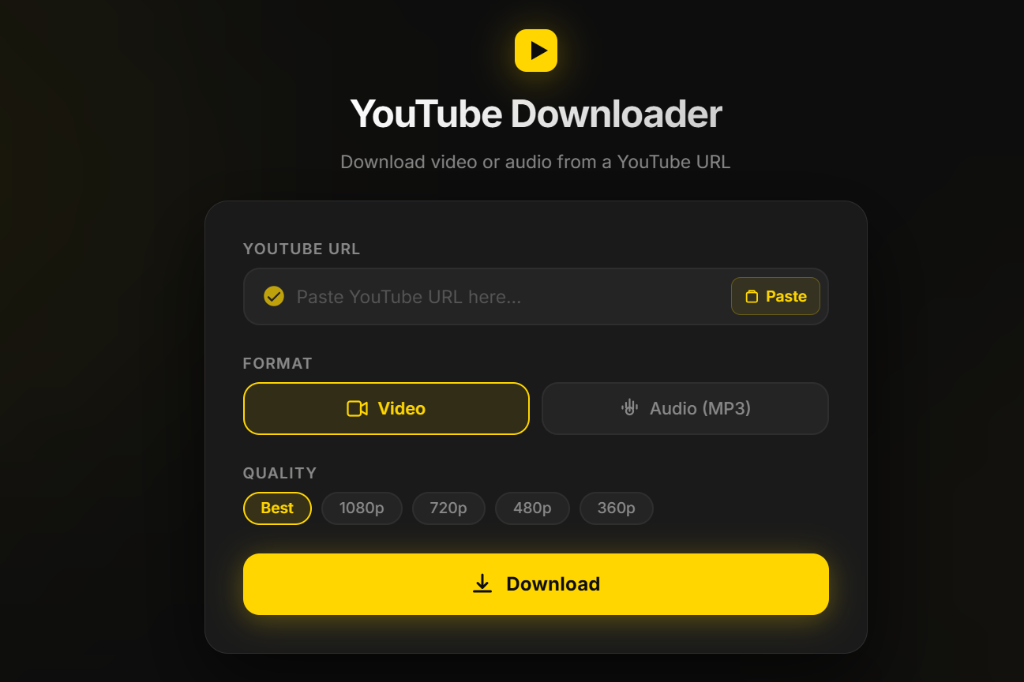 YouTube Downloader
Download video or audio from a YouTube URL
YOUTUBE URL
Paste YouTube URL here...
Paste
FORMAT
Video
Audio (MP3)
QUALITY
Best
1080p
720p
480p
360p
Download